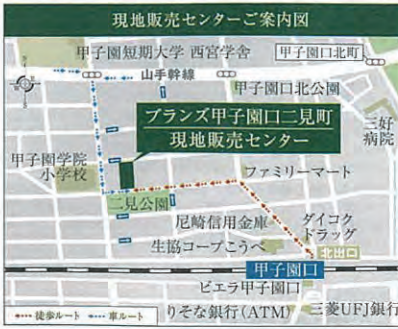 現地販売センターご案内図
甲子園短期大学 西宮学舎
甲子園口北町
山手幹線
甲子園口北公園
ブランズ甲子園口二見町
現地販売センター
三好
病院
甲子園学院
小学校
ファミリーマート
二見公園
尼崎信用金庫
ダイコク
ドラッグ
生協コープこうべ
北出口
甲子園口
ビエラ甲子園口
徒歩ルート
車ルート
りそな銀行(ATM)
三菱UFJ銀行